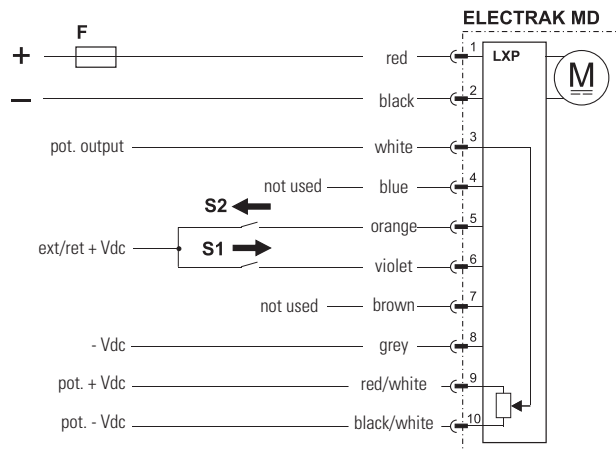 ELECTRAK MD
F
+ red 1 LXP
M
– black 2
pot. output white 3
not used blue 4
S2
orange 5
ext/ret + Vdc S1
violet 6
not used brown 7
- Vdc grey 8
pot. + Vdc red/white 9
pot. - Vdc black/white 10